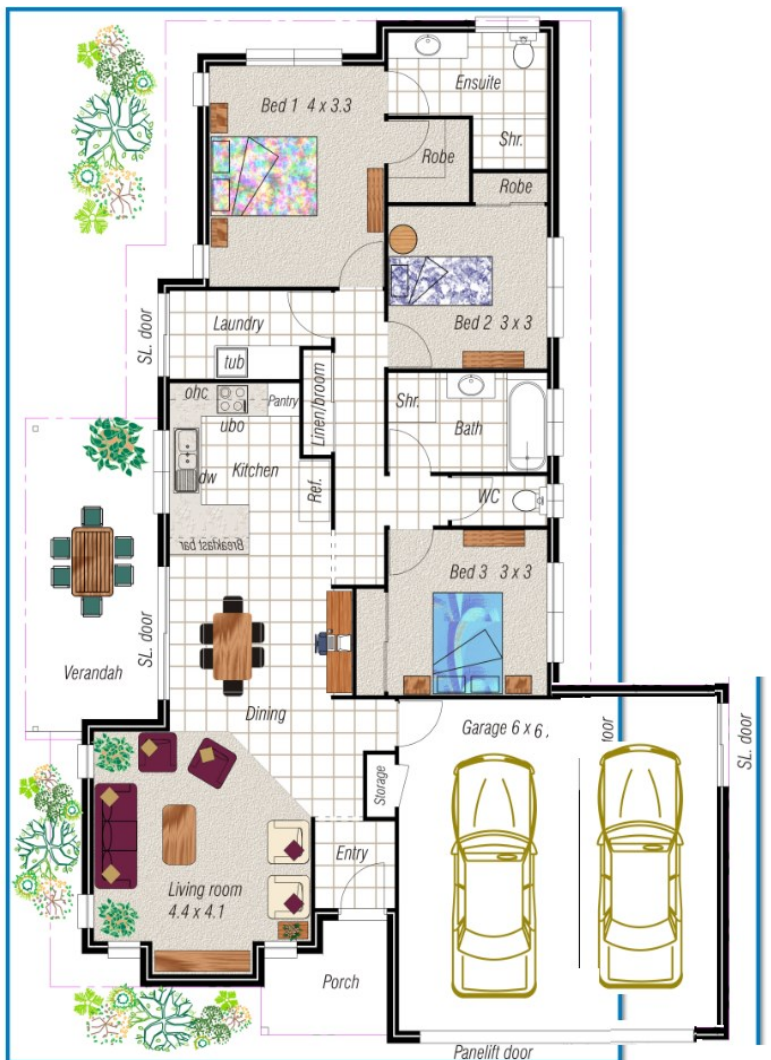 Ensuite
Bed 1 4 x 3.3
Shr.
Robe
Robe
Bed 2 3 x 3
SL. door
Laundry
tub
ohc
Pantry
ubo
Linen/broom
Shr.
Bath
Kitchen
dw
Ref.
WC
Breakfast bar
Bed 3 3 x 3
SL. door
Verandah
Dining
Garage 6 x 6.
door
SL. door
Storage
Entry
Living room
4.4 x 4.1
Porch
Panelift door